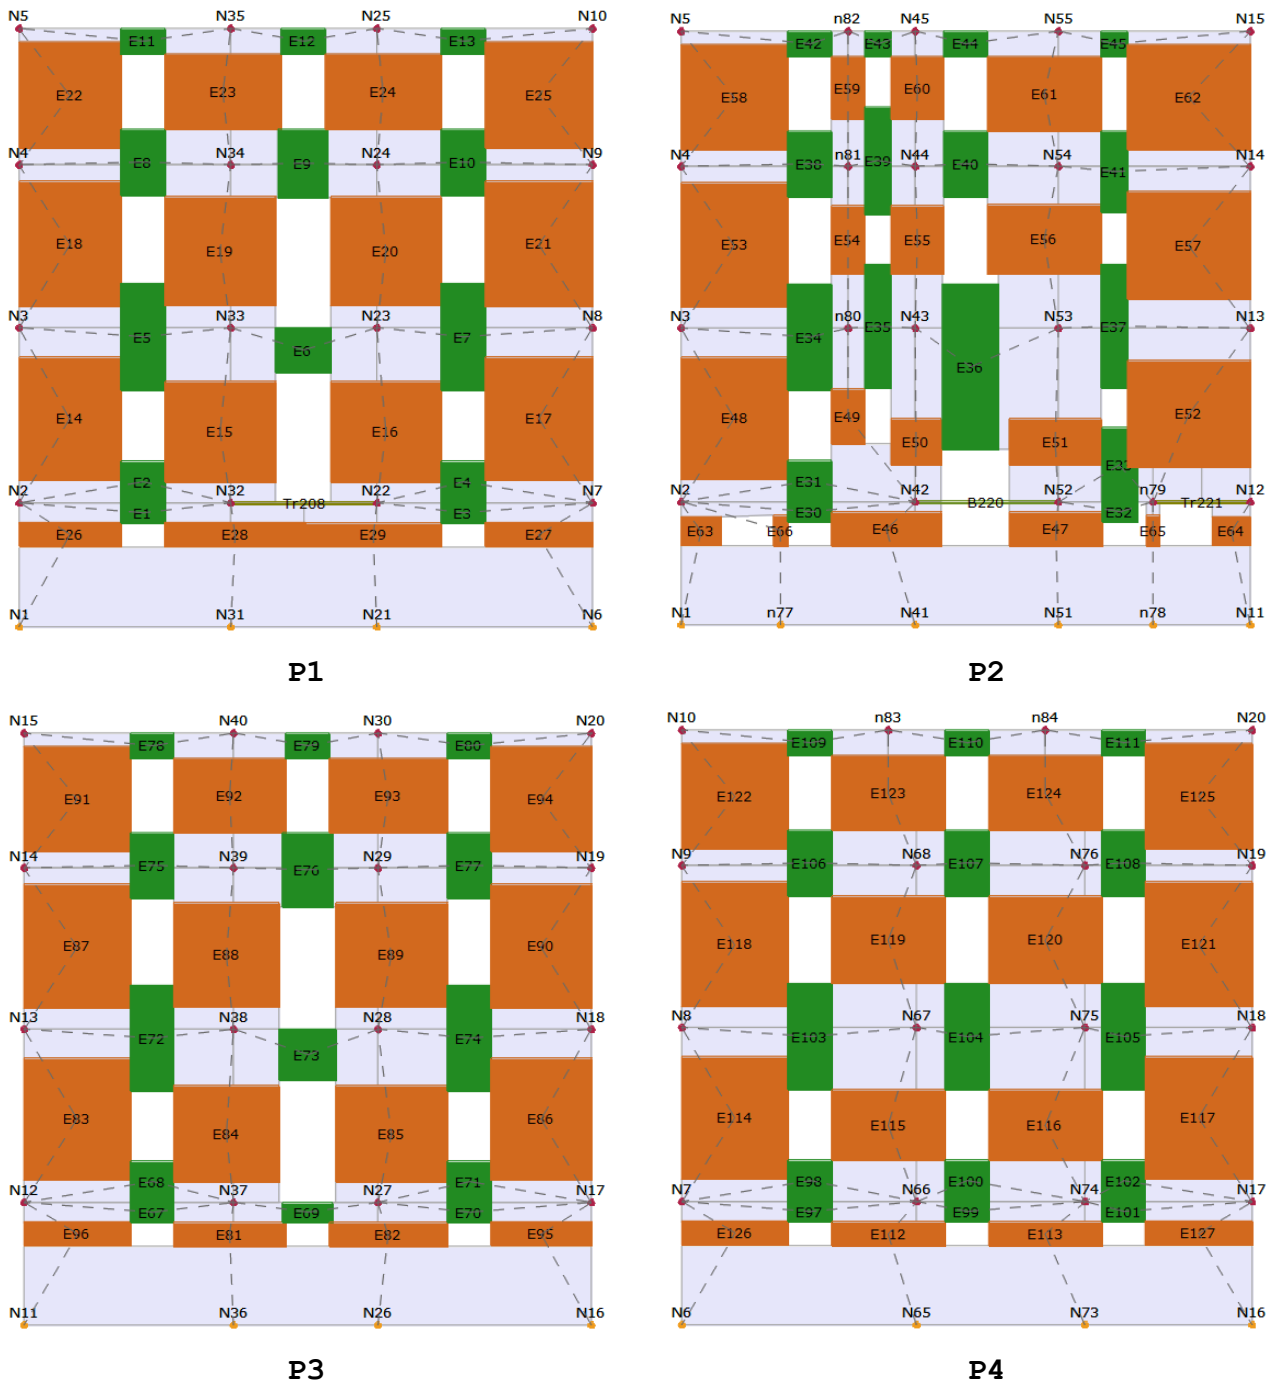 N5 N35 N25 N10
E11 E12 E13
E22 E23 E24 E25
N4 E8 N34 E9 N24 E10 N9
E18 E19 E20 E21
N3 E5 N33 E6 N23 E7 N8
E14 E15 E16 E17
N2 E2 N32 Tr208 N22 E4 N7
E1 E3
E26 E28 E29 E27
N1 N31 N21 N6
P1
N5 n82 N45 N55 N15
E42 E43 E44 E45
E58 E59 E60 E61 E62
N4 E38 n81 E39 N44 E40 N54 E41 N14
E53 E54 E55 E56 E57
N3 E34 n80 E35 N43 E36 N53 E37 N13
E48 E49 E50 E51 E52
N2 E31 N42 B220 N52 E33 n79 Tr221 N12
E30 E32
E63 E66 E46 E47 E65 E64
N1 n77 N41 N51 n78 N11
P2
N15 N40 N30 N20
E78 E79 E80
E91 E92 E93 E94
N14 E75 N39 E76 N29 E77 N19
E87 E88 E89 E90
N13 E72 N38 E73 N28 E74 N18
E83 E84 E85 E86
N12 E68 N37 E69 N27 E71 N17
E67 E70
E96 E81 E82 E95
N11 N36 N26 N16
P3
N10 n83 n84 N20
E109 E110 E111
E122 E123 E124 E125
N9 E106 N68 E107 N76 E108 N19
E118 E119 E120 E121
N8 E103 N67 E104 N75 E105 N18
E114 E115 E116 E117
N7 E98 N66 E100 N74 E102 N17
E97 E99 E101
E126 E112 E113 E127
N6 N65 N73 N16
P4